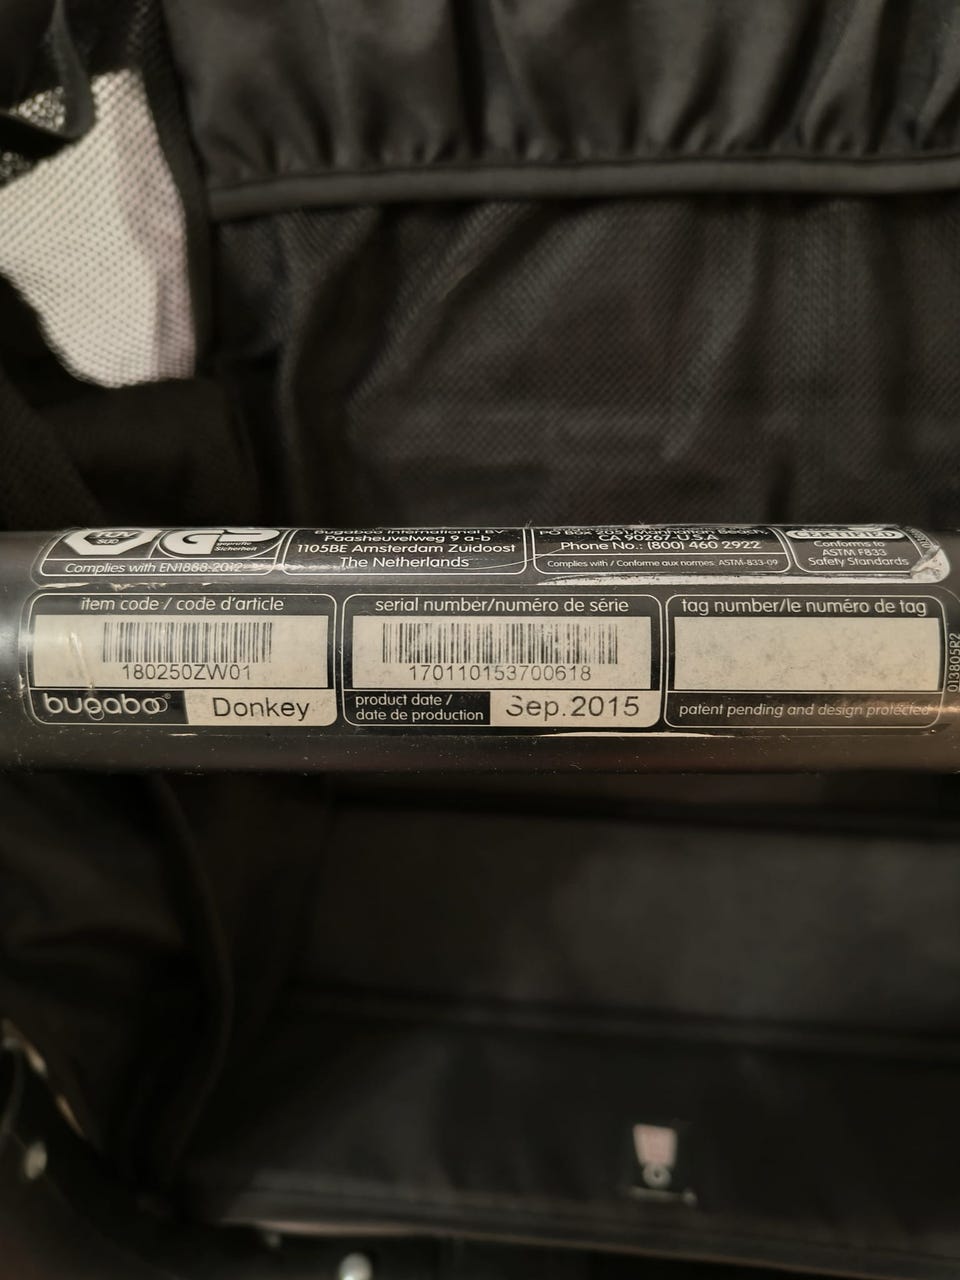 TÜV
SÜD
GS
geprüfte
Sicherheit
Complies with EN1888:2012
Bugaboo International BV
Paasheuvelweg 9 a-b
1105BE Amsterdam Zuidoost
The Netherlands
PO BOX
CA 90267 U.S.A
Phone No.: (800) 460 2922
Complies with / Conforme aux normes: ASTM-833-09
Conforms to
ASTM F833
Safety Standards
item code / code d'article
180250ZW01
bugaboo® Donkey
serial number/numéro de série
170110153700618
product date /
date de production
Sep.2015
tag number/le numéro de tag
patent pending and design protected
013805R2